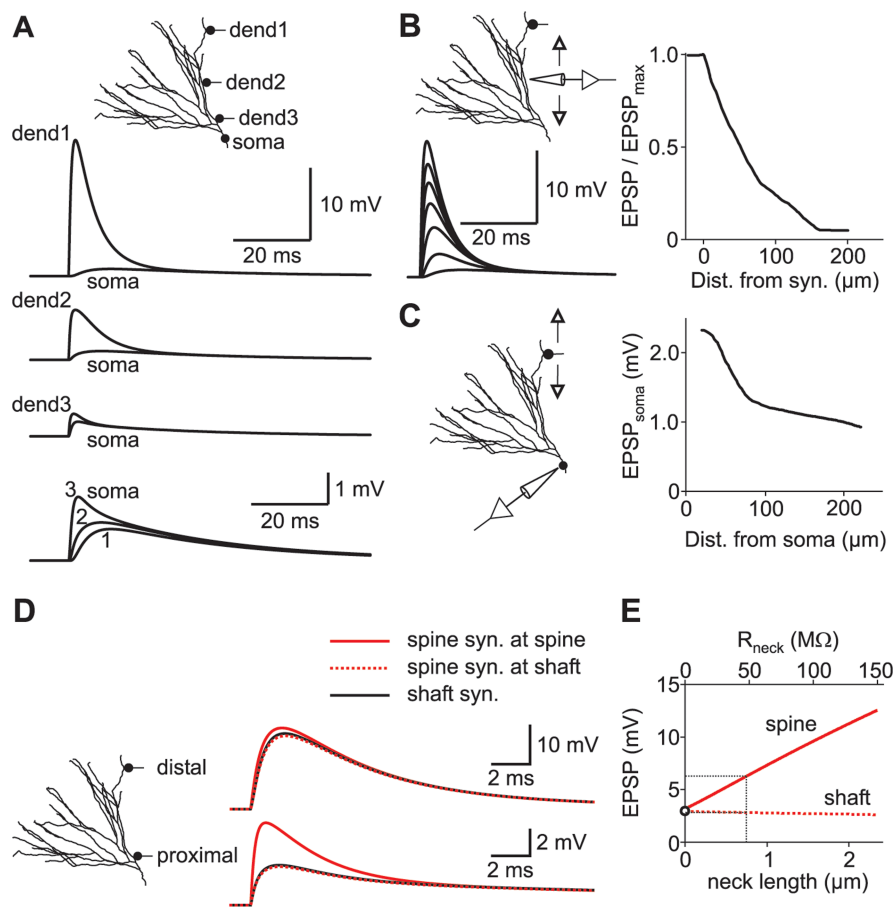 A
dend1
dend2
dend3
soma
dend1
10 mV
20 ms
soma
dend2
soma
dend3
soma
3 soma
2
1
1 mV
20 ms
B
10 mV
20 ms
EPSP / EPSPmax
1.0
0.5
0
0 100 200
Dist. from syn. (µm)
C
EPSPsoma (mV)
2.0
1.0
0
0 100 200
Dist. from soma (µm)
D
spine syn. at spine
spine syn. at shaft
shaft syn.
distal
proximal
10 mV
2 ms
2 mV
2 ms
E
Rneck (MΩ)
0 50 100 150
EPSP (mV)
15
10
5
0
spine
shaft
0 1 2
neck length (µm)